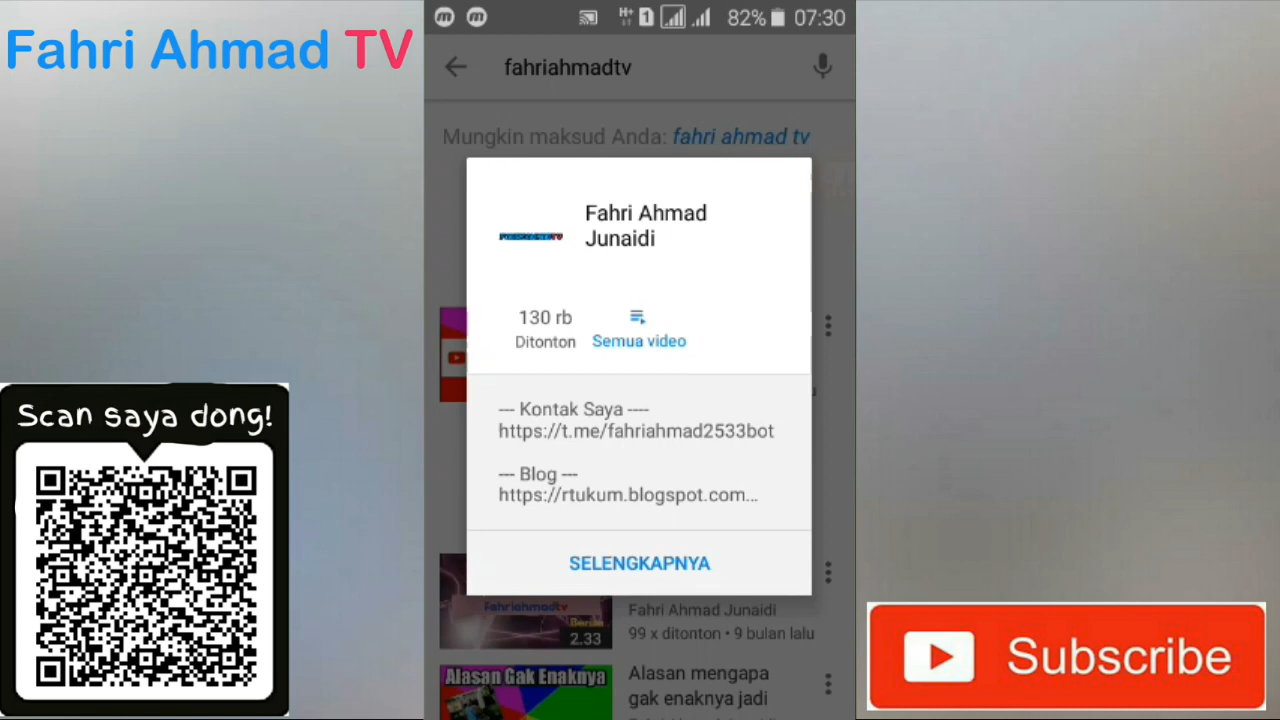 Fahri Ahmad TV
82% 07:30
fahriahmadtv
Mungkin maksud Anda: fahri ahmad tv
Fahri Ahmad
Junaidi
130 rb
Ditonton
Semua video
--- Kontak Saya ----
https://t.me/fahriahmad2533bot
--- Blog ---
https://rtukum.blogspot.com...
SELENGKAPNYA
Fahriahmadtv
2.33
Fahri Ahmad Junaidi
99 x ditonton • 9 bulan lalu
Alasan Gak Enaknya
Alasan mengapa
gak enaknya jadi
Scan saya dong!
Subscribe